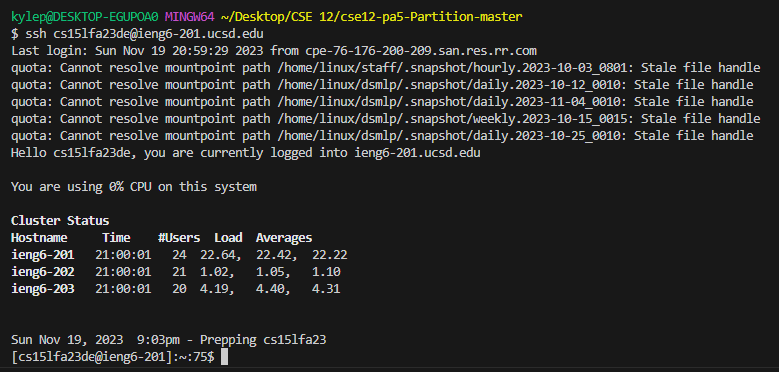 kylep@DESKTOP-EGUPOA0 MINGW64 ~/Desktop/CSE 12/cse12-pa5-Partition-master
$ ssh cs15lfa23de@ieng6-201.ucsd.edu
Last login: Sun Nov 19 20:59:29 2023 from cpe-76-176-200-209.san.res.rr.com
quota: Cannot resolve mountpoint path /home/linux/staff/.snapshot/hourly.2023-10-03_0801: Stale file handle
quota: Cannot resolve mountpoint path /home/linux/dsmlp/.snapshot/daily.2023-10-12_0010: Stale file handle
quota: Cannot resolve mountpoint path /home/linux/dsmlp/.snapshot/daily.2023-11-04_0010: Stale file handle
quota: Cannot resolve mountpoint path /home/linux/dsmlp/.snapshot/weekly.2023-10-15_0015: Stale file handle
quota: Cannot resolve mountpoint path /home/linux/dsmlp/.snapshot/daily.2023-10-25_0010: Stale file handle
Hello cs15lfa23de, you are currently logged into ieng6-201.ucsd.edu
You are using 0% CPU on this system
Cluster Status
Hostname     Time    #Users  Load  Averages
ieng6-201   21:00:01   24  22.64,  22.42,  22.22
ieng6-202   21:00:01   21  1.02,   1.05,   1.10
ieng6-203   21:00:01   20  4.19,   4.40,   4.31
Sun Nov 19, 2023  9:03pm - Prepping cs15lfa23
[cs15lfa23de@ieng6-201]:~:75$